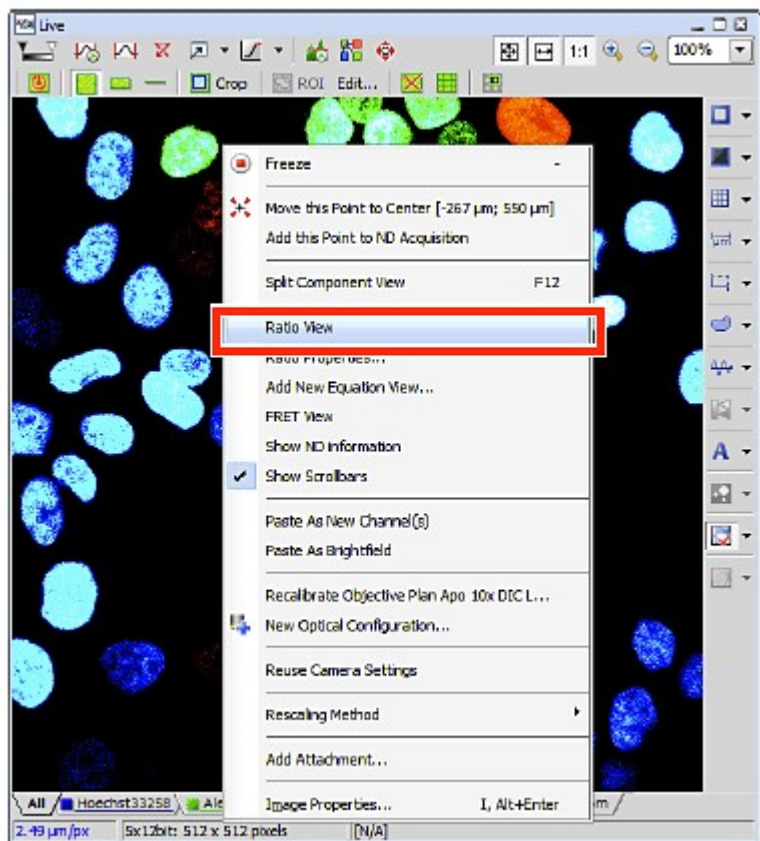 Live
1:1
100%
Crop
ROI
Edit...
Freeze -
Move this Point to Center [-267 µm; 550 µm]
Add this Point to ND Acquisition
Split Component View F12
Ratio View
Ratio Properties...
Add New Equation View...
FRET View
Show ND information
Show Scrollbars
Paste As New Channel(s)
Paste As Brightfield
Recalibrate Objective Plan Apo 10x DIC L...
New Optical Configuration...
Reuse Camera Settings
Rescaling Method
Add Attachment...
Image Properties... I, Alt+Enter
µm
A
All Hoechst33258 Ale m
2.49 µm/px 5x12bit: 512 x 512 pixels [N/A]